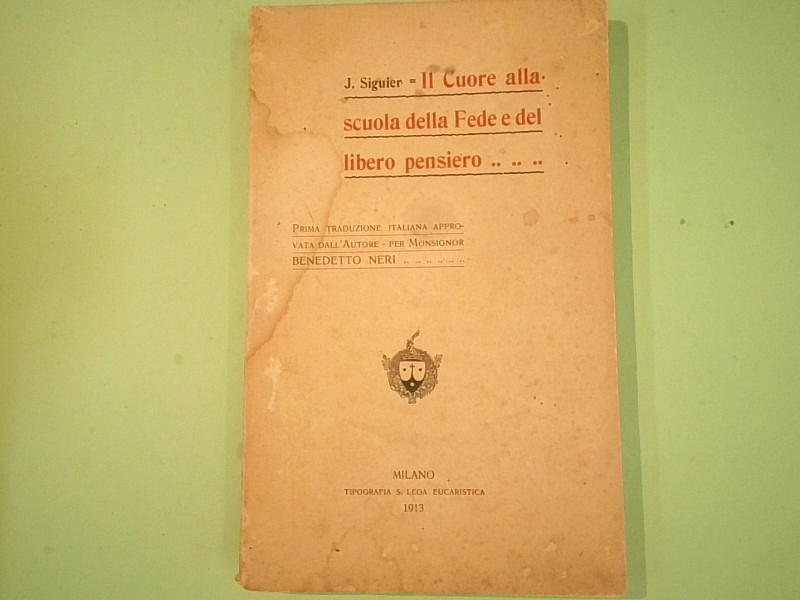 J. Siguier = Il Cuore alla
scuola della Fede e del
libero pensiero .. .. ..
PRIMA TRADUZIONE ITALIANA APPRO-
VATA DALL'AUTORE - PER MONSIGNOR
BENEDETTO NERI .. .. .. .. .. ..
MILANO
TIPOGRAFIA S. LEGA EUCARISTICA
1913